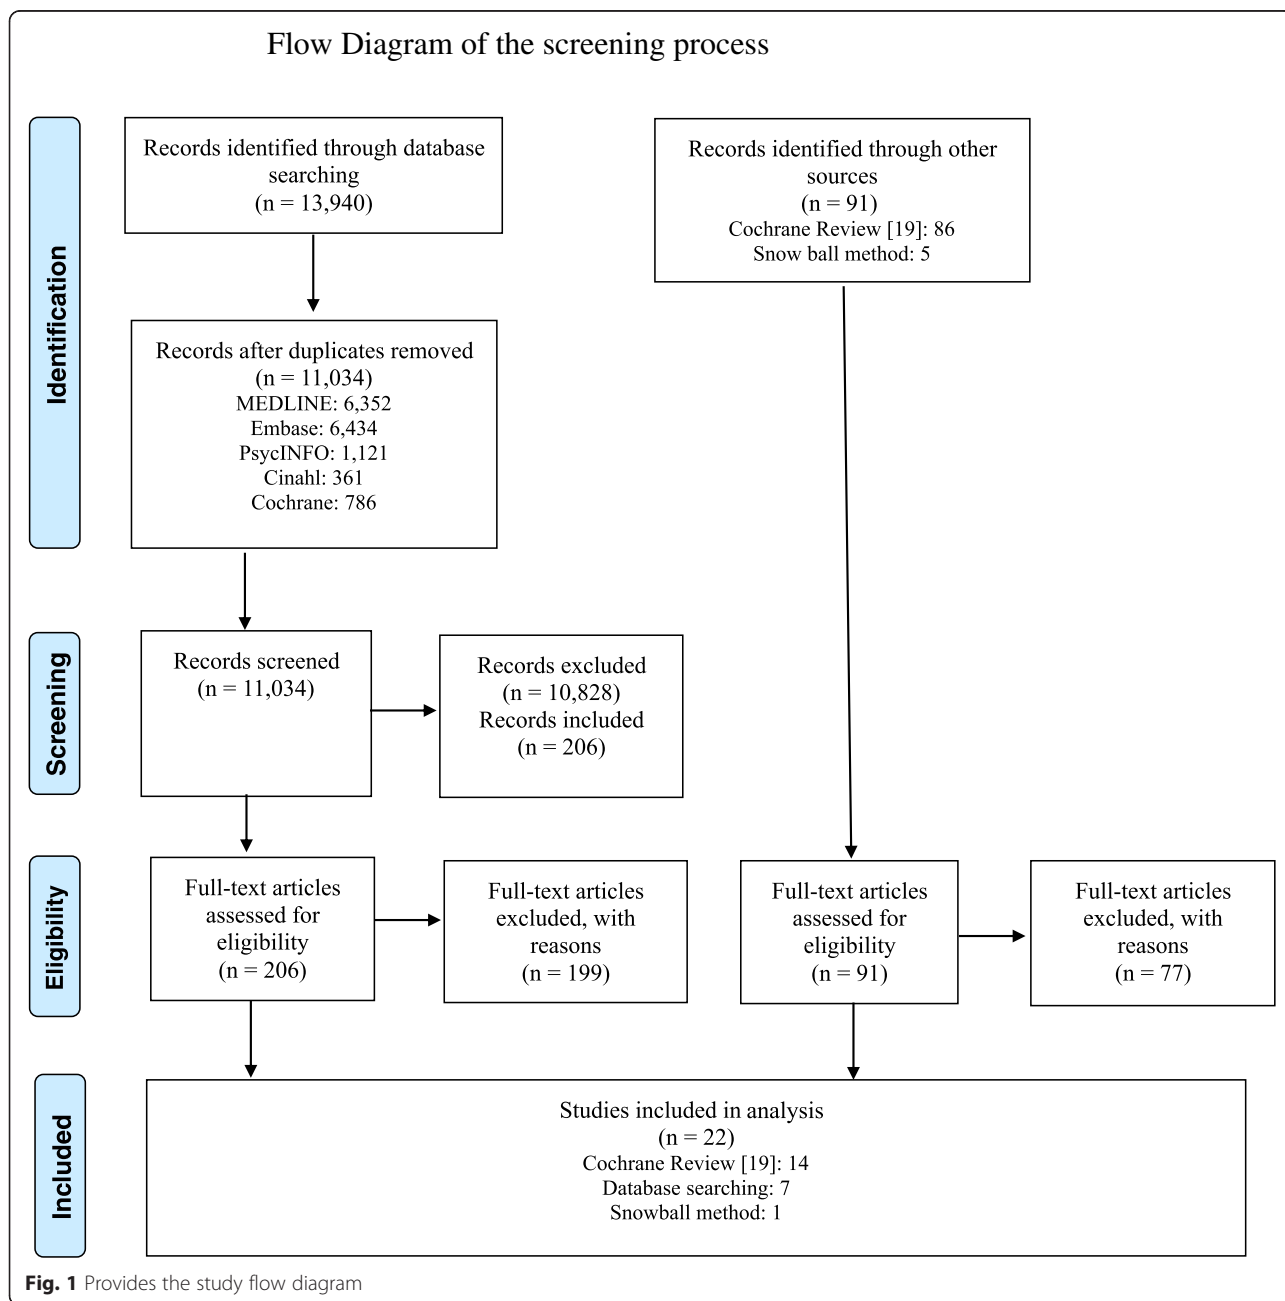 Flow Diagram of the screening process
Identification
Records identified through database
searching
(n = 13,940)
Records identified through other
sources
(n = 91)
Cochrane Review [19]: 86
Snow ball method: 5
Records after duplicates removed
(n = 11,034)
MEDLINE: 6,352
Embase: 6,434
PsycINFO: 1,121
Cinahl: 361
Cochrane: 786
Screening
Records screened
(n = 11,034)
Records excluded
(n = 10,828)
Records included
(n = 206)
Eligibility
Full-text articles
assessed for
eligibility
(n = 206)
Full-text articles
excluded, with
reasons
(n = 199)
Full-text articles
assessed for
eligibility
(n = 91)
Full-text articles
excluded, with
reasons
(n = 77)
Included
Studies included in analysis
(n = 22)
Cochrane Review [19]: 14
Database searching: 7
Snowball method: 1
Fig. 1 Provides the study flow diagram